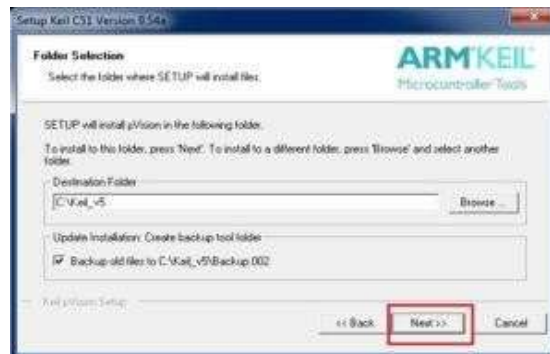 Setup Keil C51 Version 9.54a
Folder Selection
Select the folder where SETUP will install files.
ARM KEIL
Microcontroller Tools
SETUP will install µVision in the following folder.
To install to this folder, press 'Next'. To install to a different folder, press 'Browse' and select another
folder.
Destination Folder
C:\Keil_v5
Browse ...
Update Installation: Create backup tool folder
Backup old files to C:\Keil_v5\Backup.002
Keil µVision Setup
<< Back
Next >>
Cancel